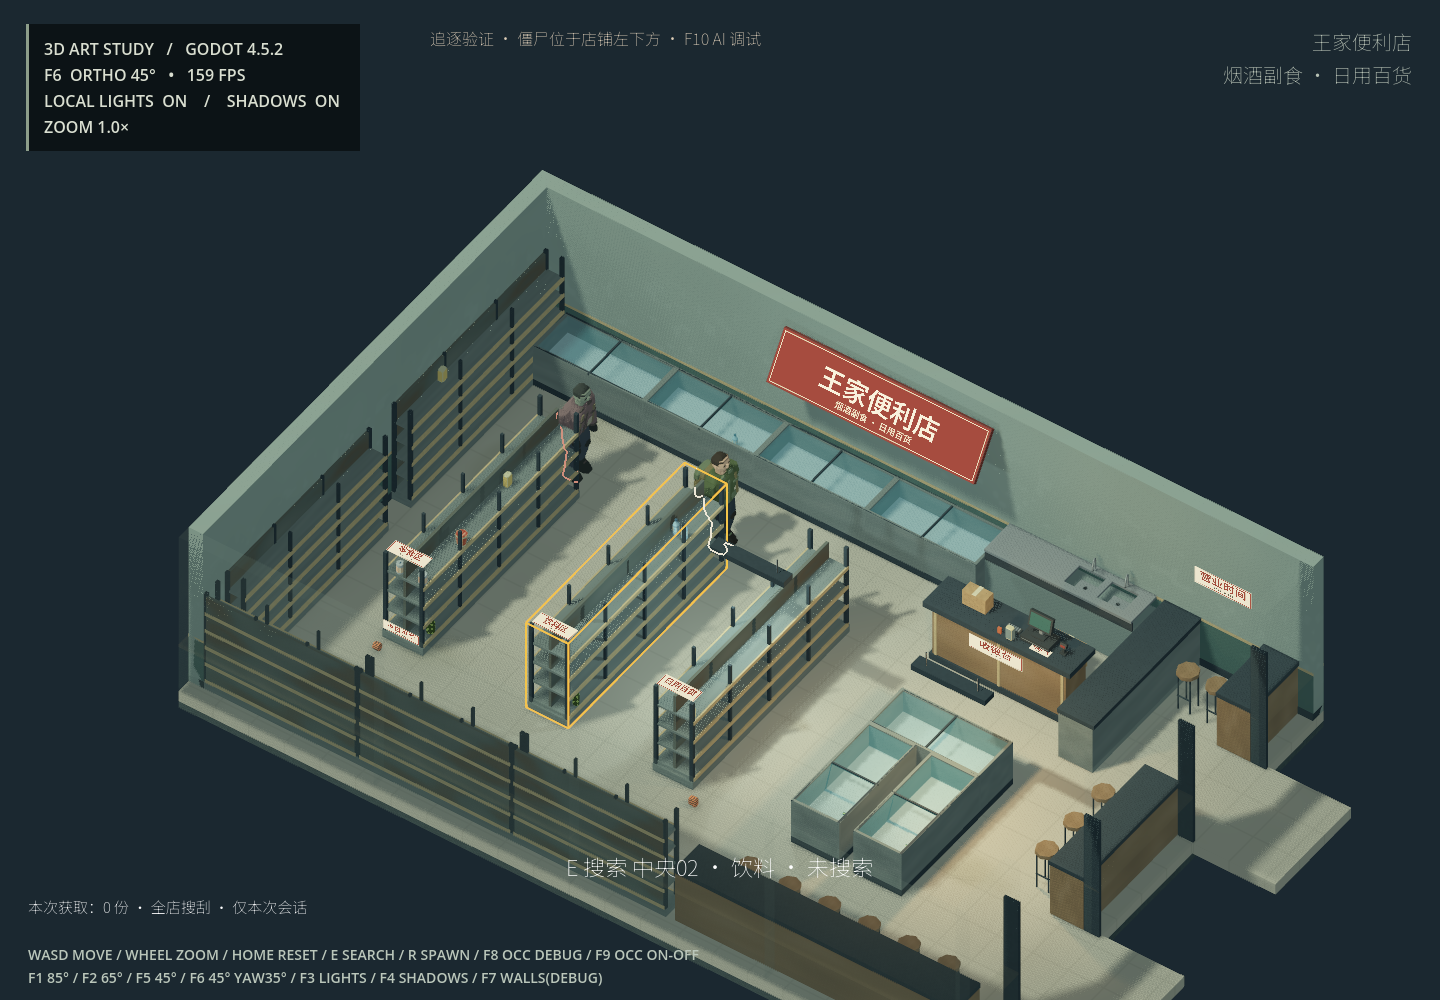 3D ART STUDY / GODOT 4.5.2
F6 ORTHO 45° • 159 FPS
LOCAL LIGHTS ON / SHADOWS ON
ZOOM 1.0×
追逐验证 · 僵尸位于店铺左下方 · F10 AI 调试
王家便利店
烟酒副食 · 日用百货
王家便利店
烟酒副食 · 日用百货
营业时间
收银台
日用百货
E 搜索 中央02 · 饮料 · 未搜索
本次获取：0 份 · 全店搜刮 · 仅本次会话
WASD MOVE / WHEEL ZOOM / HOME RESET / E SEARCH / R SPAWN / F8 OCC DEBUG / F9 OCC ON-OFF
F1 85° / F2 65° / F5 45° / F6 45° YAW35° / F3 LIGHTS / F4 SHADOWS / F7 WALLS(DEBUG)